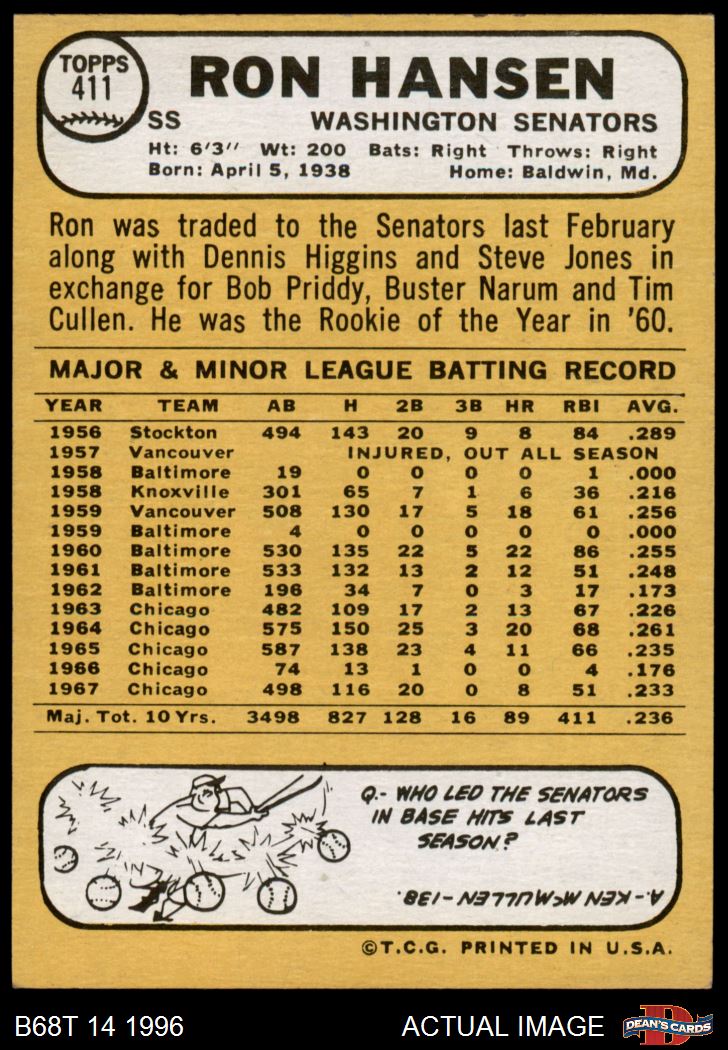 TOPPS
411
RON HANSEN
SS WASHINGTON SENATORS
Ht: 6'3" Wt: 200 Bats: Right Throws: Right
Born: April 5, 1938 Home: Baldwin, Md.
Ron was traded to the Senators last February
along with Dennis Higgins and Steve Jones in
exchange for Bob Priddy, Buster Narum and Tim
Cullen. He was the Rookie of the Year in '60.
MAJOR & MINOR LEAGUE BATTING RECORD
YEAR TEAM AB H 2B 3B HR RBI AVG.
1956 Stockton 494 143 20 9 8 84 .289
1957 Vancouver INJURED, OUT ALL SEASON
1958 Baltimore 19 0 0 0 0 1 .000
1958 Knoxville 301 65 7 1 6 36 .216
1959 Vancouver 508 130 17 5 18 61 .256
1959 Baltimore 4 0 0 0 0 0 .000
1960 Baltimore 530 135 22 5 22 86 .255
1961 Baltimore 533 132 13 2 12 51 .248
1962 Baltimore 196 34 7 0 3 17 .173
1963 Chicago 482 109 17 2 13 67 .226
1964 Chicago 575 150 25 3 20 68 .261
1965 Chicago 587 138 23 4 11 66 .235
1966 Chicago 74 13 1 0 0 4 .176
1967 Chicago 498 116 20 0 8 51 .233
Maj. Tot. 10 Yrs. 3498 827 128 16 89 411 .236
Q.- WHO LED THE SENATORS
IN BASE HITS LAST
SEASON?
A.- KEN McMULLEN -138.
©T.C.G. PRINTED IN U.S.A.
B68T 14 1996 ACTUAL IMAGE
D
DEAN'S CARDS